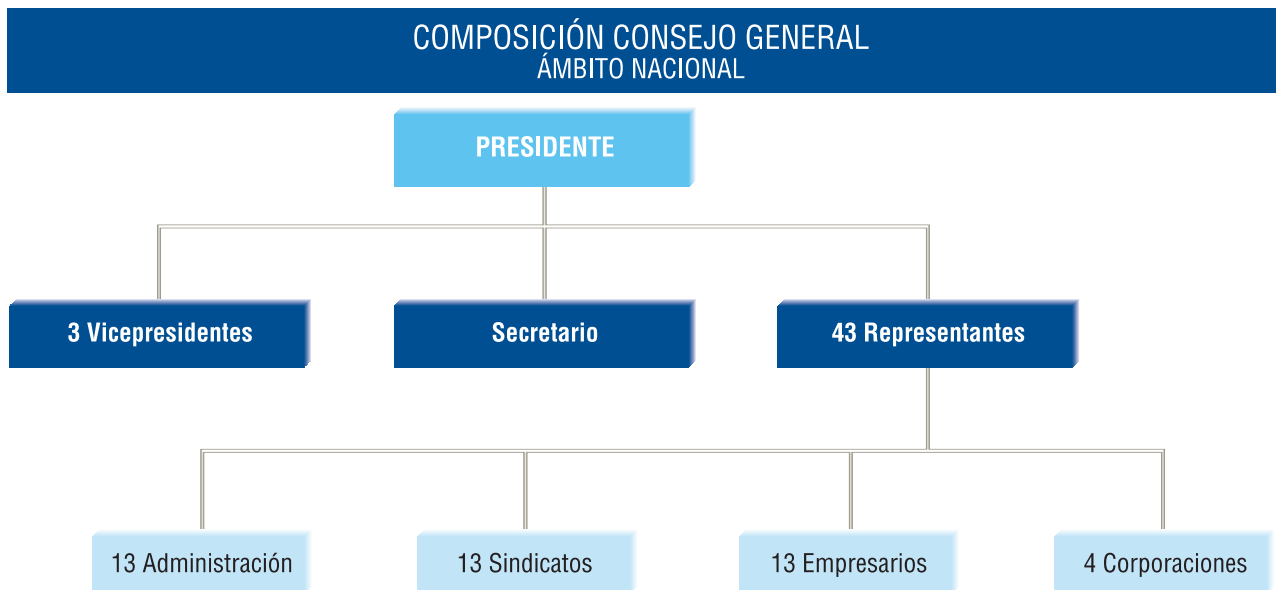 COMPOSICIÓN CONSEJO GENERAL
ÁMBITO NACIONAL
PRESIDENTE
3 Vicepresidentes
Secretario
43 Representantes
13 Administración
13 Sindicatos
13 Empresarios
4 Corporaciones